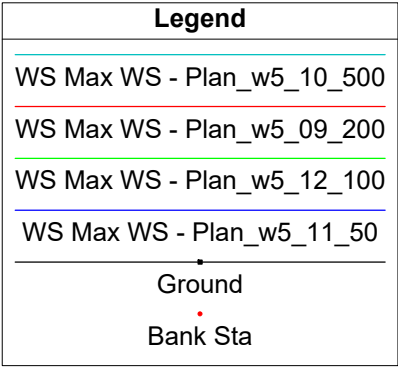 Legend
WS Max WS - Plan_w5_10_500
WS Max WS - Plan_w5_09_200
WS Max WS - Plan_w5_12_100
WS Max WS - Plan_w5_11_50
Ground
Bank Sta